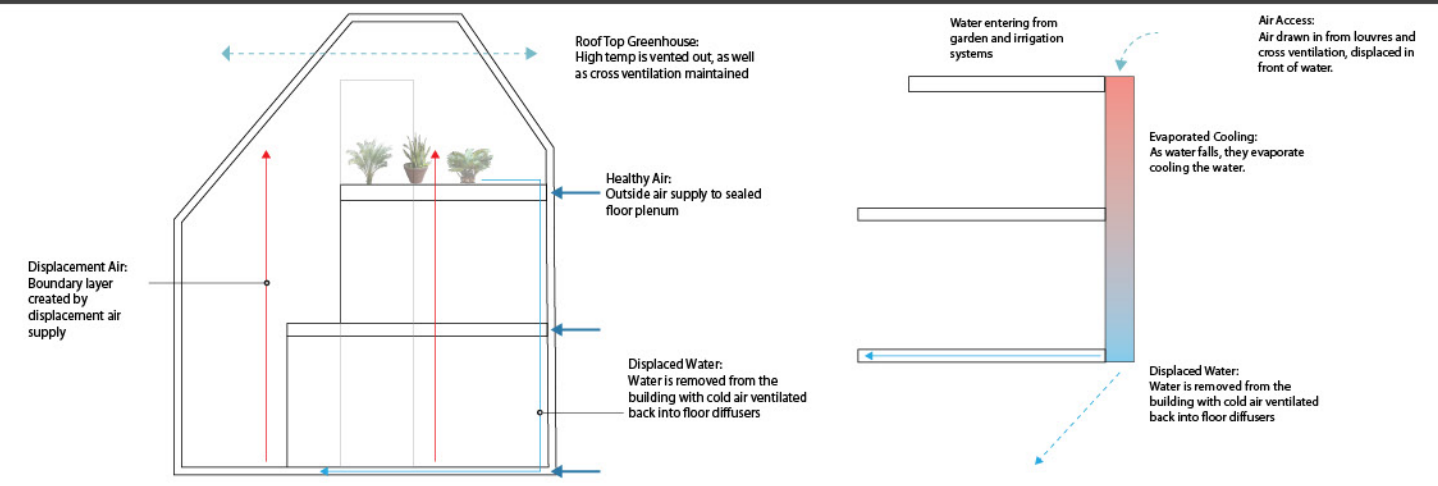 Roof Top Greenhouse:
High temp is vented out, as well
as cross ventilation maintained
Healthy Air:
Outside air supply to sealed
floor plenum
Displacement Air:
Boundary layer
created by
displacement air
supply
Displaced Water:
Water is removed from the
building with cold air ventilated
back into floor diffusers
Water entering from
garden and irrigation
systems
Air Access:
Air drawn in from louvres and
cross ventilation, displaced in
front of water.
Evaporated Cooling:
As water falls, they evaporate
cooling the water.
Displaced Water:
Water is removed from the
building with cold air ventilated
back into floor diffusers